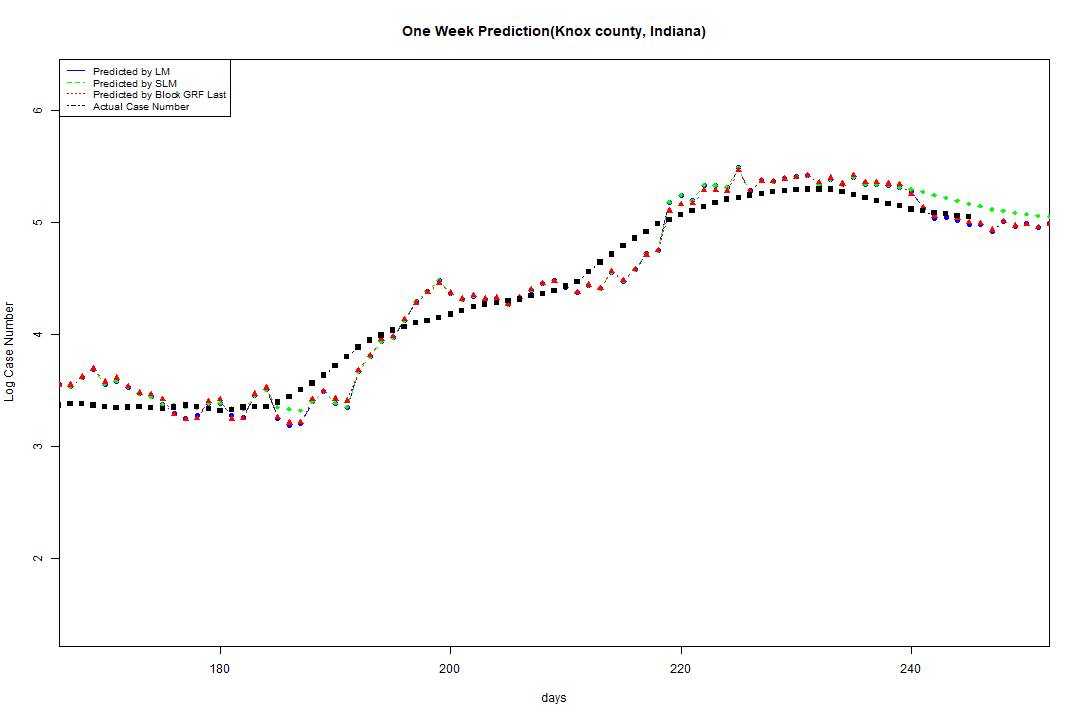 One Week Prediction(Knox county, Indiana)
Predicted by LM
Predicted by SLM
Predicted by Block GRF Last
Actual Case Number
6
5
4
3
2
Log Case Number
180 200 220 240
days